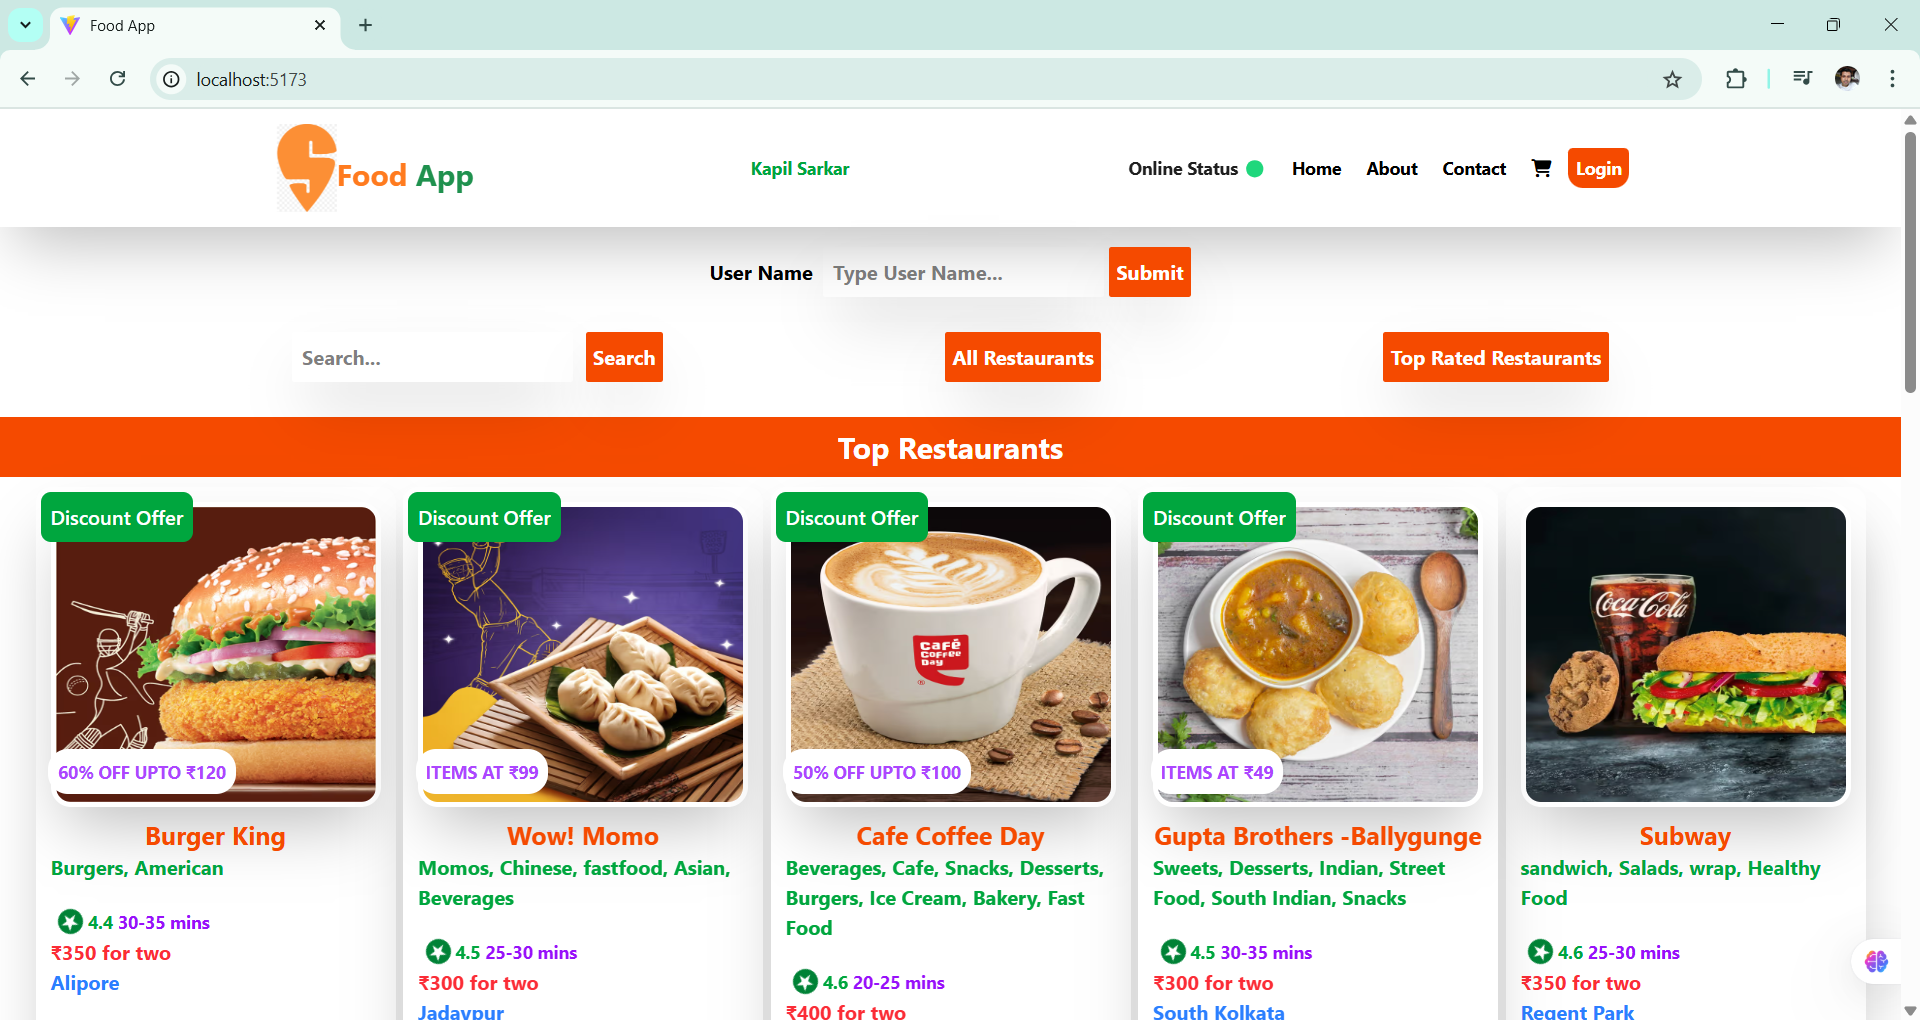 Food App
localhost:5173
Food App
Kapil Sarkar
Online Status
Home
About
Contact
Login
User Name
Type User Name...
Submit
Search...
Search
All Restaurants
Top Rated Restaurants
Top Restaurants
Discount Offer
60% OFF UPTO ₹120
Burger King
Burgers, American
4.4 30-35 mins
₹350 for two
Alipore
Discount Offer
ITEMS AT ₹99
Wow! Momo
Momos, Chinese, fastfood, Asian,
Beverages
4.5 25-30 mins
₹300 for two
Jadavpur
Discount Offer
Café
Coffee
Day
50% OFF UPTO ₹100
Cafe Coffee Day
Beverages, Cafe, Snacks, Desserts,
Burgers, Ice Cream, Bakery, Fast
Food
4.6 20-25 mins
₹400 for two
Discount Offer
ITEMS AT ₹49
Gupta Brothers -Ballygunge
Sweets, Desserts, Indian, Street
Food, South Indian, Snacks
4.5 30-35 mins
₹300 for two
South Kolkata
Coca-Cola
Subway
sandwich, Salads, wrap, Healthy
Food
4.6 25-30 mins
₹350 for two
Regent Park